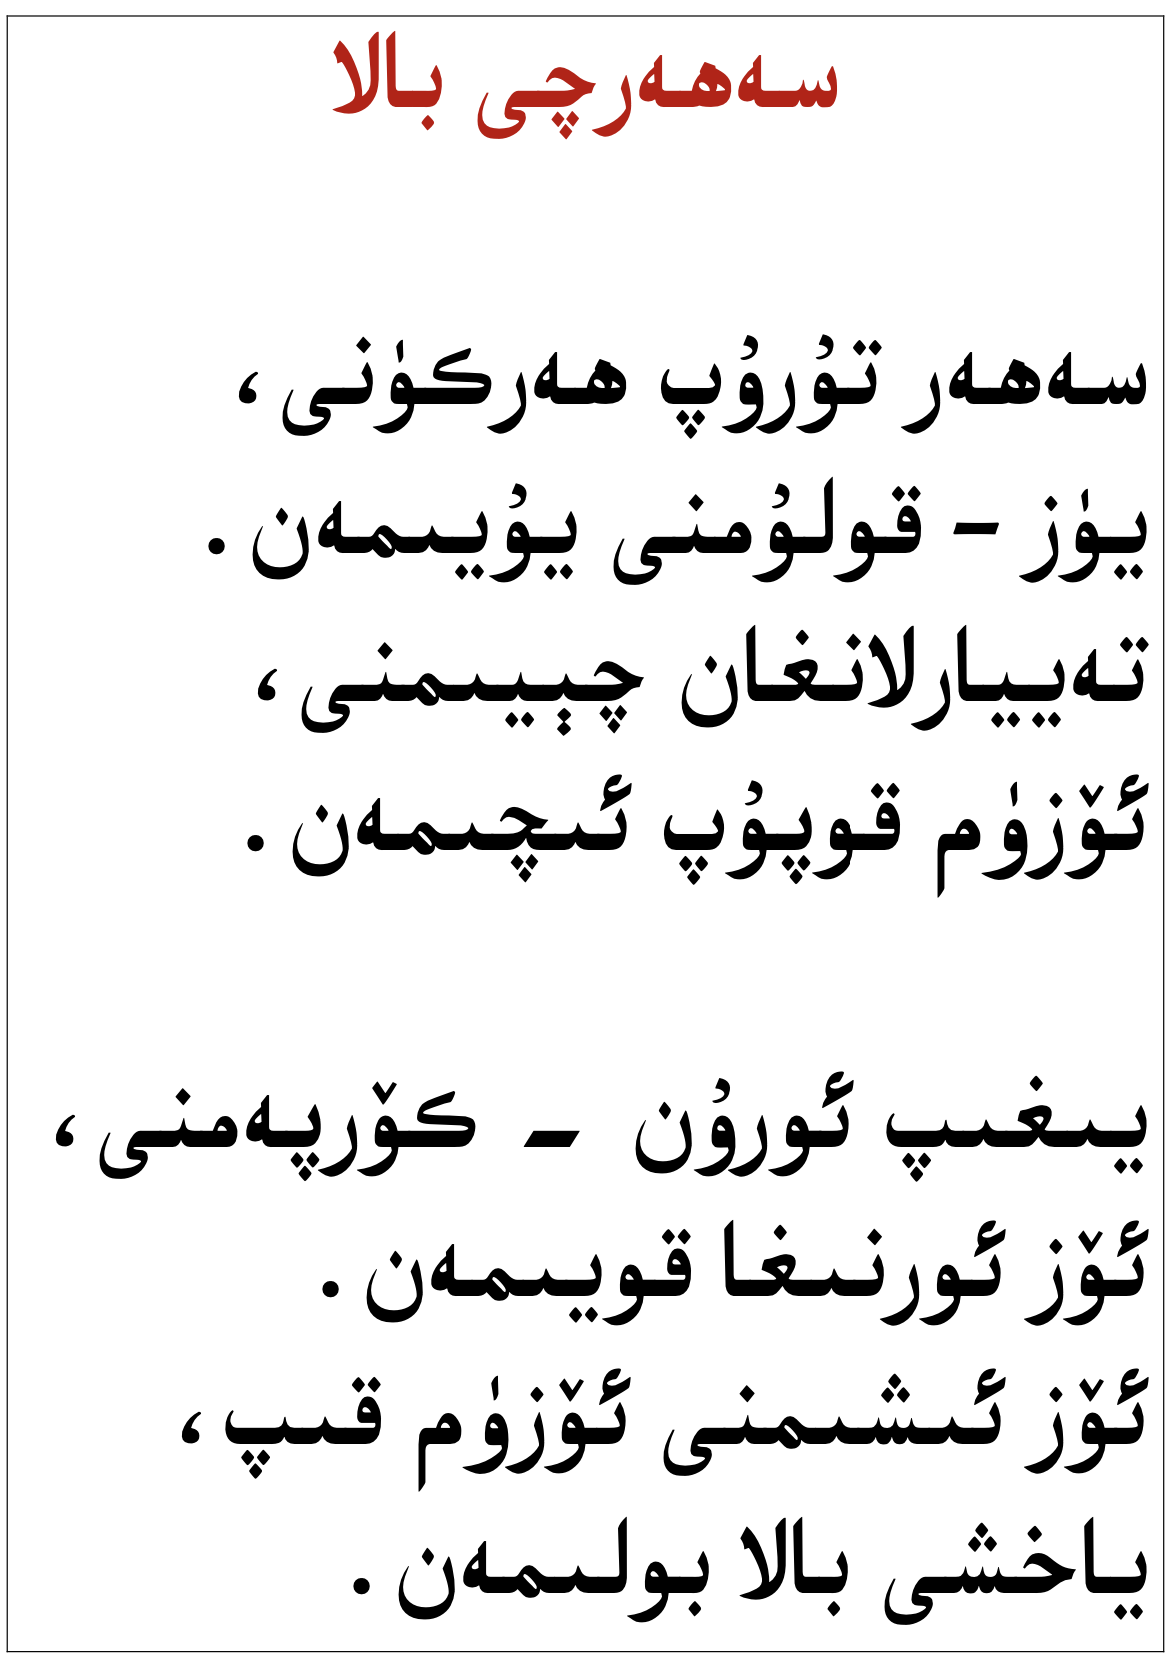 سەھەرچى بالا
سەھەر تۇرۇپ ھەركۈنى،
يۈز - قولۇمنى يۇيىمەن.
تەييارلانغان چېيىمنى،
ئۆزۈم قوپۇپ ئىچىمەن.
يىغىپ ئورۇن ـ كۆرپەمنى،
ئۆز ئورنىغا قويىمەن.
ئۆز ئىشىمنى ئۆزۈم قىپ،
ياخشى بالا بولىمەن.